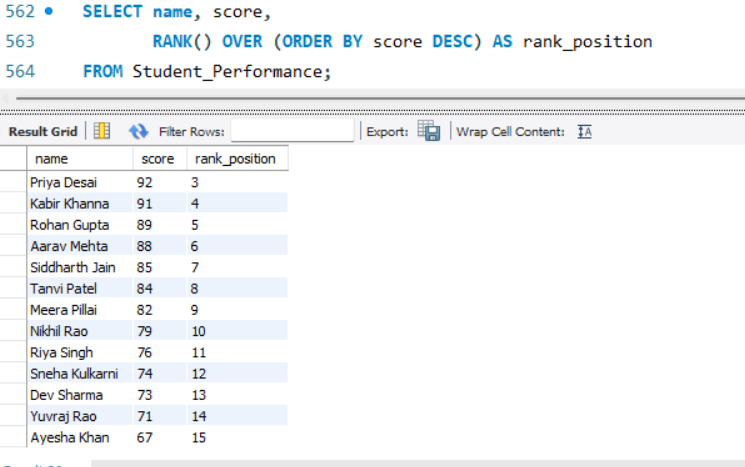 562 SELECT name, score,
563 RANK() OVER (ORDER BY score DESC) AS rank_position
564 FROM Student_Performance;
Result Grid Filter Rows: Export: Wrap Cell Content: IA
name score rank_position
Priya Desai 92 3
Kabir Khanna 91 4
Rohan Gupta 89 5
Aarav Mehta 88 6
Siddharth Jain 85 7
Tanvi Patel 84 8
Meera Pillai 82 9
Nikhil Rao 79 10
Riya Singh 76 11
Sneha Kulkarni 74 12
Dev Sharma 73 13
Yuvraj Rao 71 14
Ayesha Khan 67 15